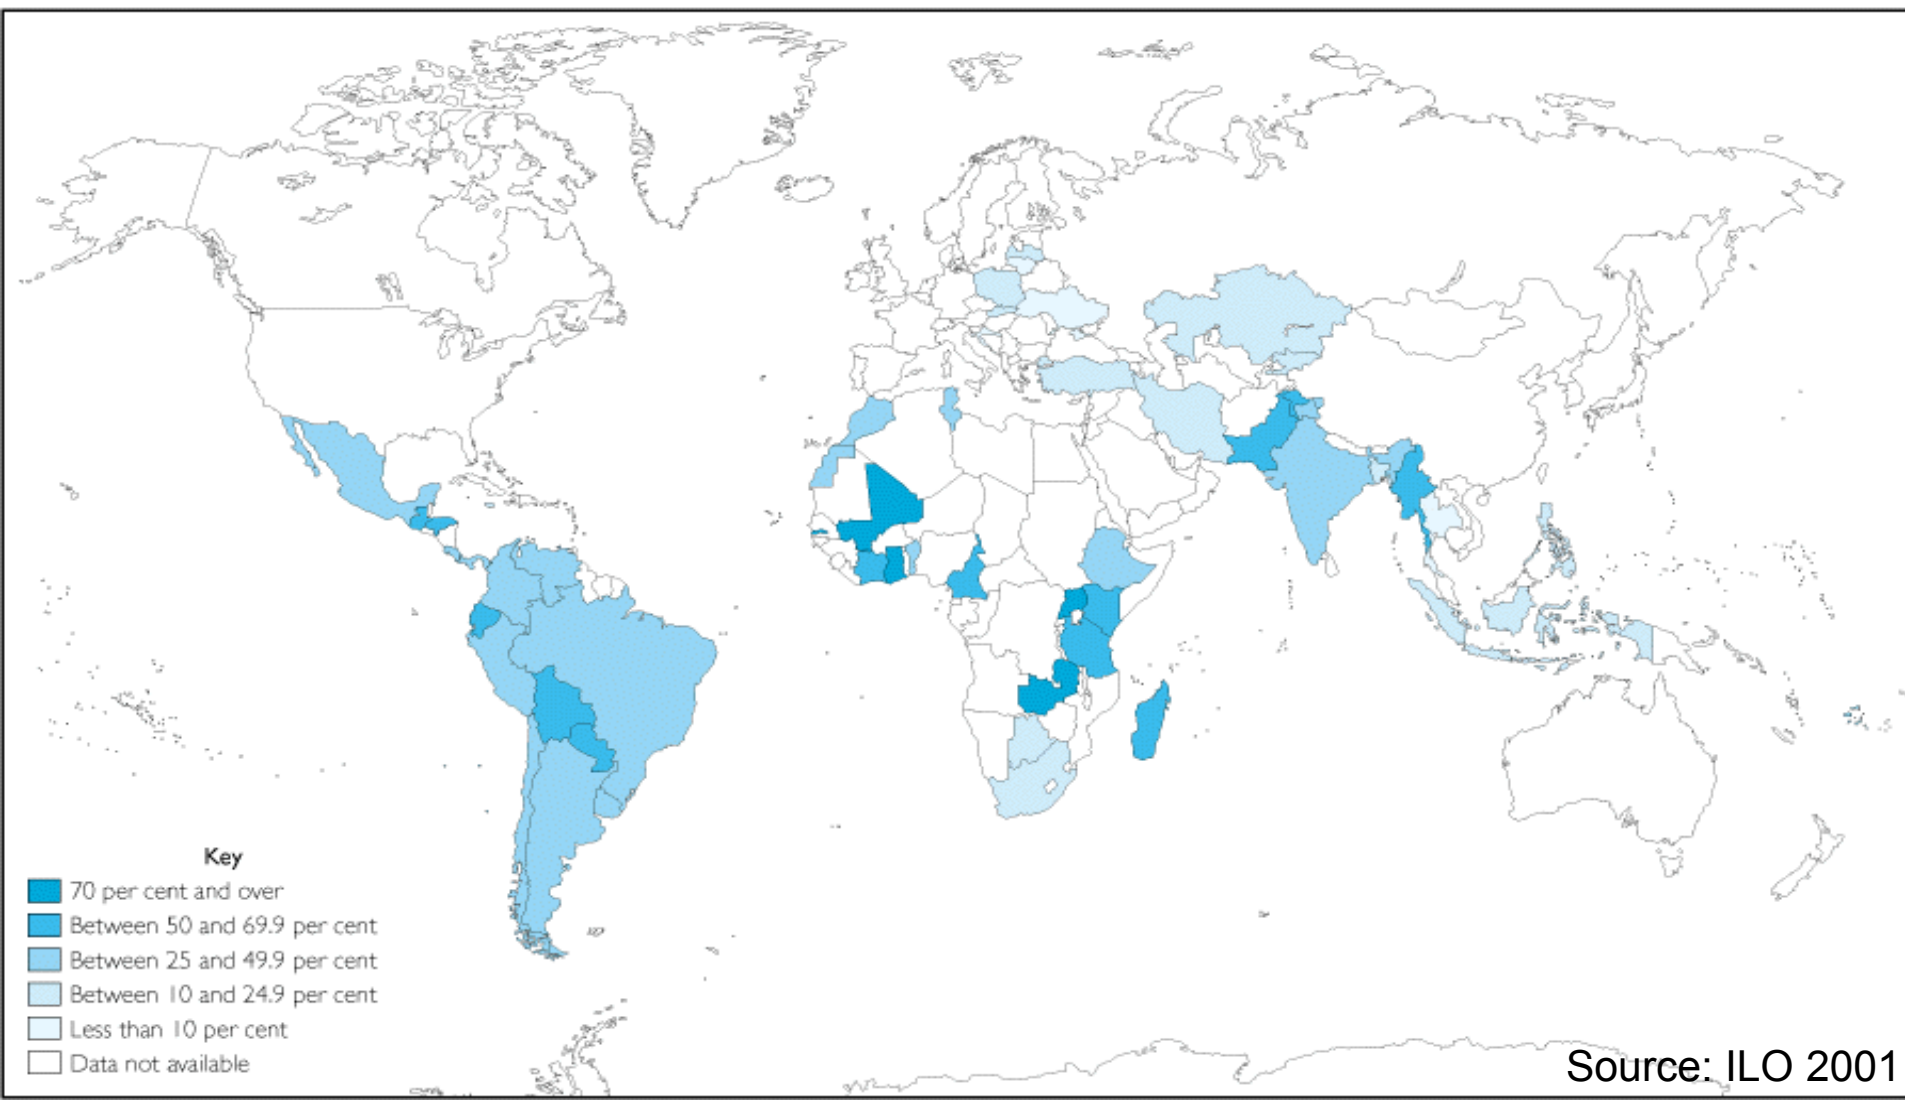 Key
70 per cent and over
Between 50 and 69.9 per cent
Between 25 and 49.9 per cent
Between 10 and 24.9 per cent
Less than 10 per cent
Data not available
Source: ILO 2001